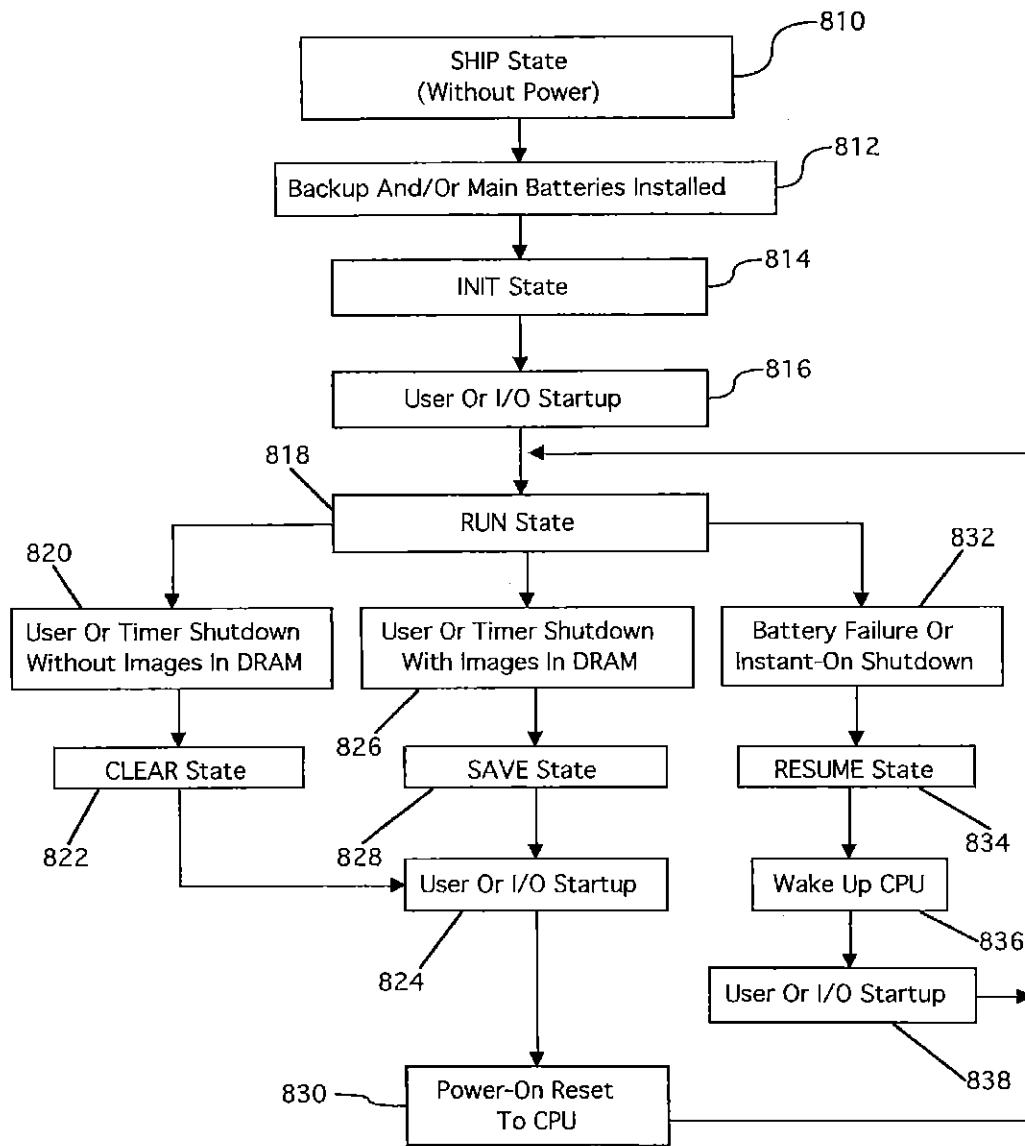 810
SHIP State
(Without Power)
812
Backup And/Or Main Batteries Installed
814
INIT State
816
User Or I/O Startup
818
RUN State
820
832
User Or Timer Shutdown
Without Images In DRAM
User Or Timer Shutdown
With Images In DRAM
Battery Failure Or
Instant-On Shutdown
826
CLEAR State
SAVE State
RESUME State
822
828
834
User Or I/O Startup
Wake Up CPU
836
824
User Or I/O Startup
838
830
Power-On Reset
To CPU